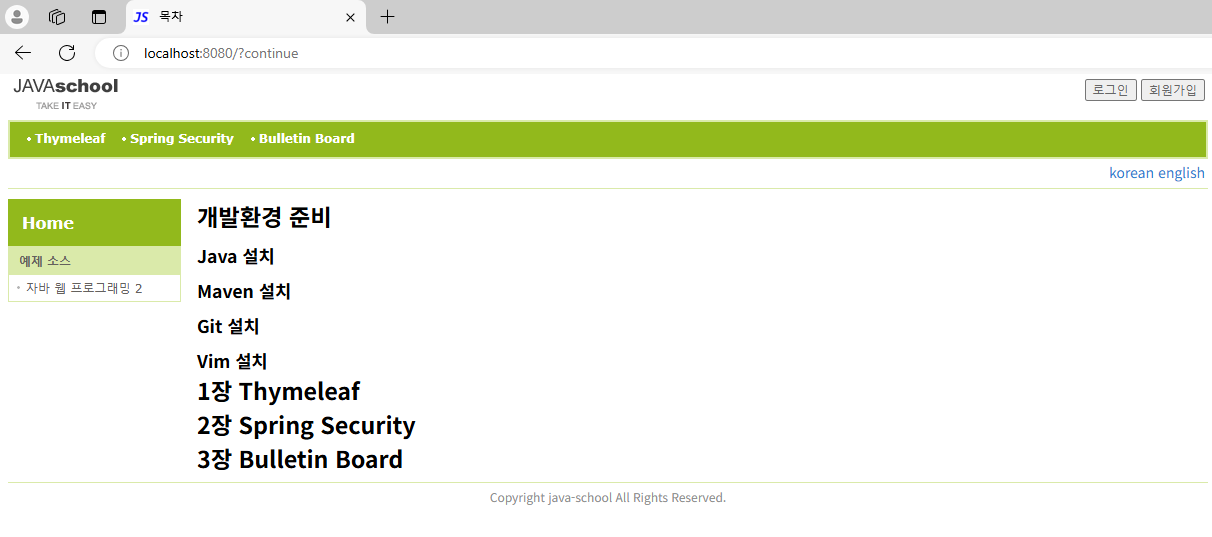 JS 목차
localhost:8080/?continue
JAVAschool
TAKE IT EASY
로그인 회원가입
Thymeleaf Spring Security Bulletin Board
korean english
Home
예제 소스
자바 웹 프로그래밍 2
개발환경 준비
Java 설치
Maven 설치
Git 설치
Vim 설치
1장 Thymeleaf
2장 Spring Security
3장 Bulletin Board
Copyright java-school All Rights Reserved.